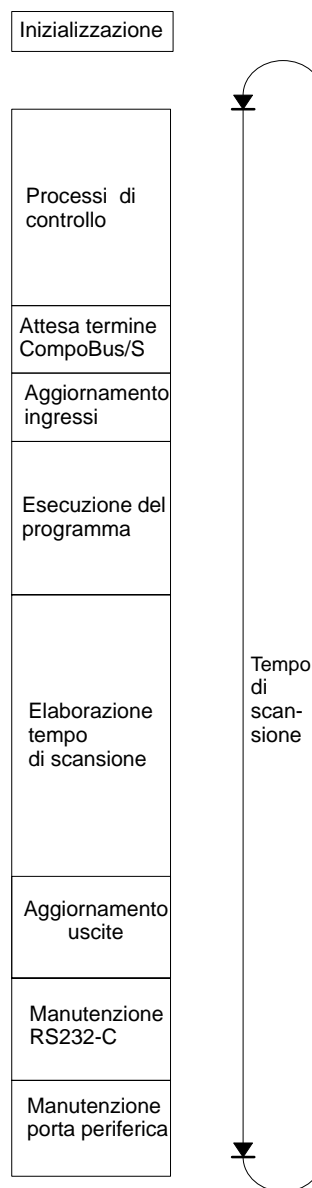 Inizializzazione
Processi di
controllo
Attesa termine
CompoBus/S
Aggiornamento
ingressi
Esecuzione del
programma
Tempo
di
scan-
sione
Elaborazione
tempo
di scansione
Aggiornamento
uscite
Manutenzione
RS232-C
Manutenzione
porta periferica